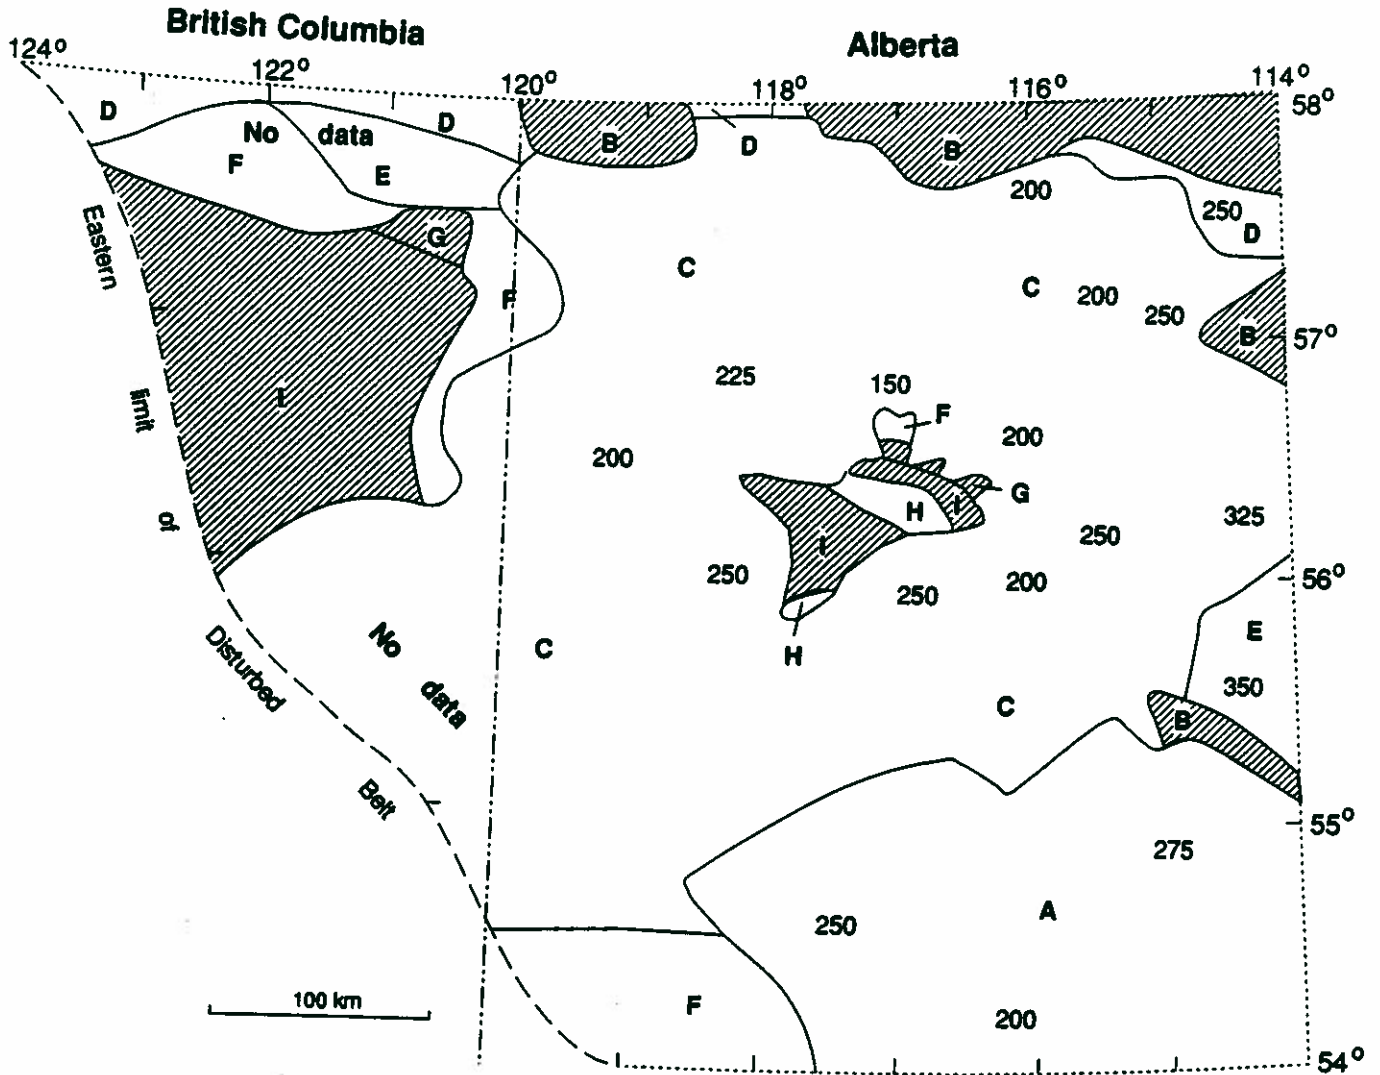 British Columbia
Alberta
124°
122°
120°
118°
116°
114°
58°
D
No data
D
B
D
B
F
E
200
250
D
Eastern
G
C
C
200
250
F
B
57°
I
225
150
F
limit
200
200
G
H
I
of
I
325
250
250
250
200
56°
H
E
Disturbed
No
data
C
350
C
B
Belt
55°
275
250
A
100 km
F
200
54°